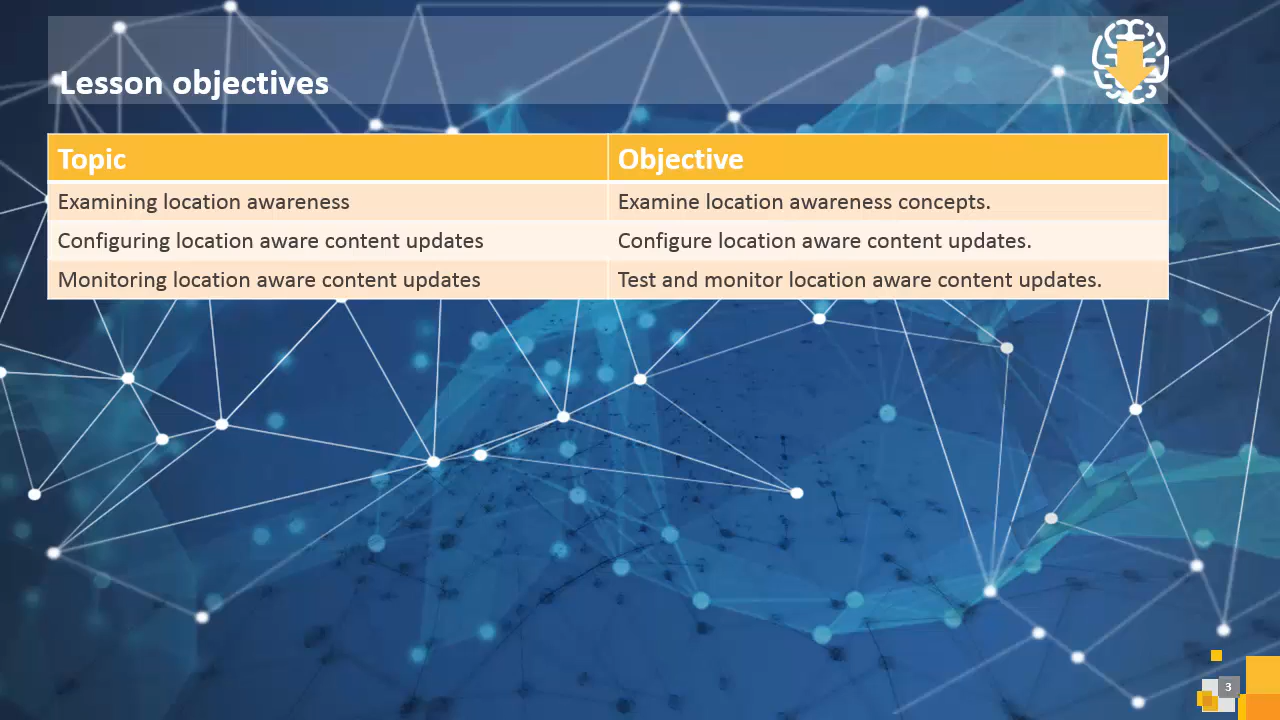 Lesson objectives
Topic Objective
Examining location awareness Examine location awareness concepts.
Configuring location aware content updates Configure location aware content updates.
Monitoring location aware content updates Test and monitor location aware content updates.
3